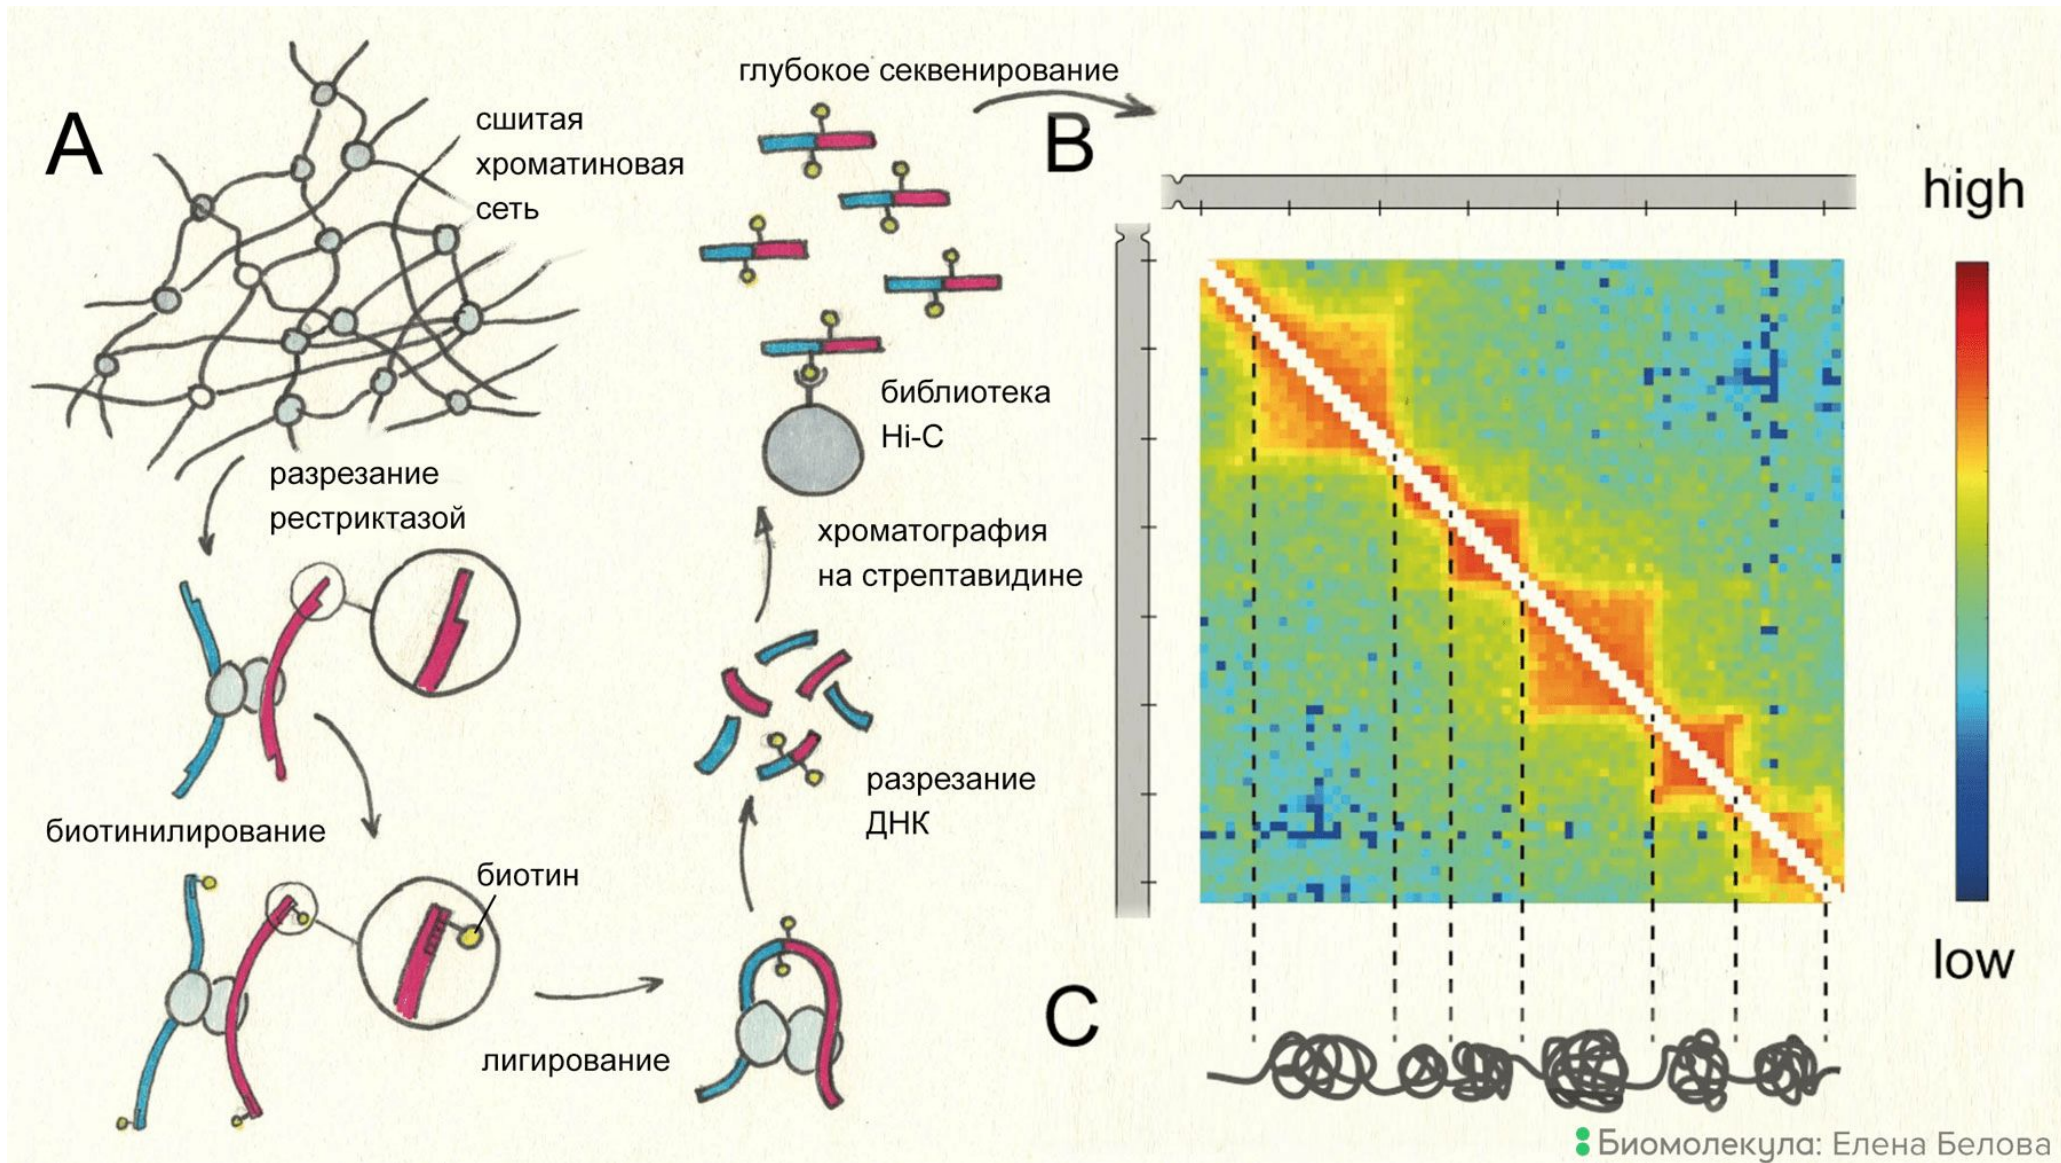 A
сшитая
хроматиновая
сеть
разрезание
рестриктазой
биотинилирование
биотин
лигирование
разрезание
ДНК
хроматография
на стрептавидине
библиотека
Hi-C
глубокое секвенирование
B
high
low
C
Биомолекула: Елена Белова